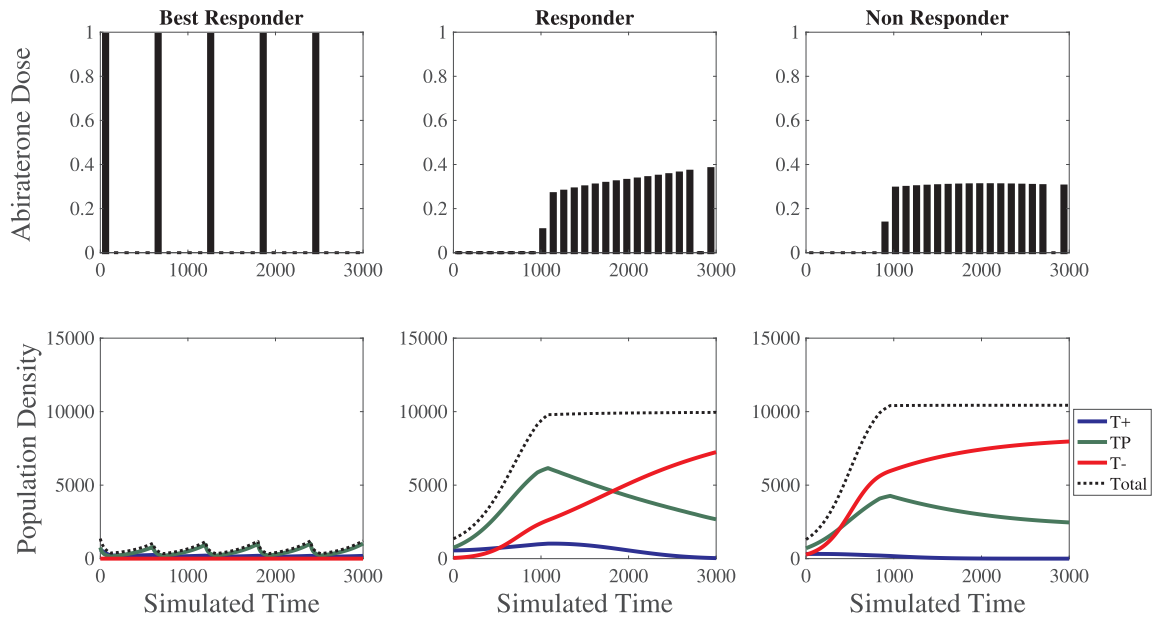 Best Responder
Responder
Non Responder
Abiraterone Dose
1
0.8
0.6
0.4
0.2
0
0 1000 2000 3000
1
0.8
0.6
0.4
0.2
0
0 1000 2000 3000
1
0.8
0.6
0.4
0.2
0
0 1000 2000 3000
Population Density
15000
10000
5000
0
0 1000 2000 3000
Simulated Time
15000
10000
5000
0
0 1000 2000 3000
Simulated Time
15000
10000
5000
0
0 1000 2000 3000
Simulated Time
T+
TP
T-
Total